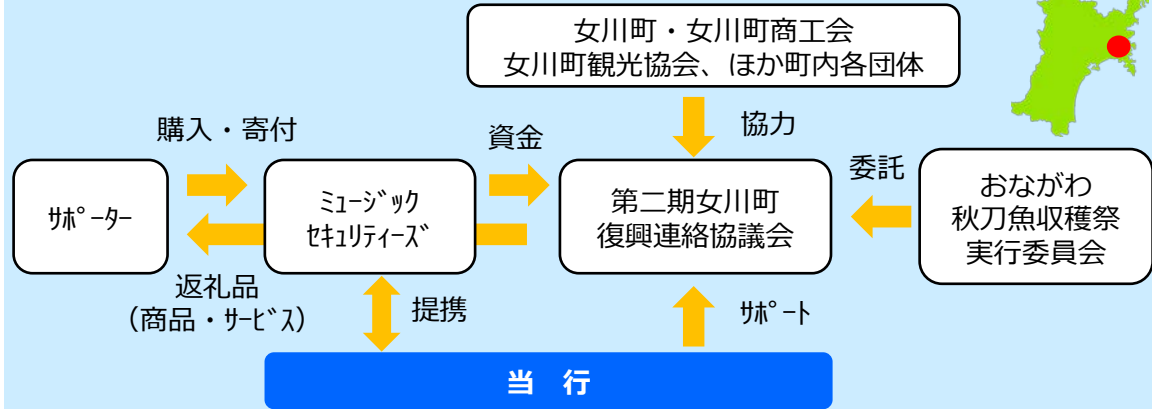 女川町・女川町商工会
女川町観光協会、ほか町内各団体
購入・寄付
資金
協力
委託
サポーター
ミュージック
セキュリティーズ
第二期女川町
復興連絡協議会
おながわ
秋刀魚収穫祭
実行委員会
返礼品
(商品・サービス)
提携
サポート
当 行